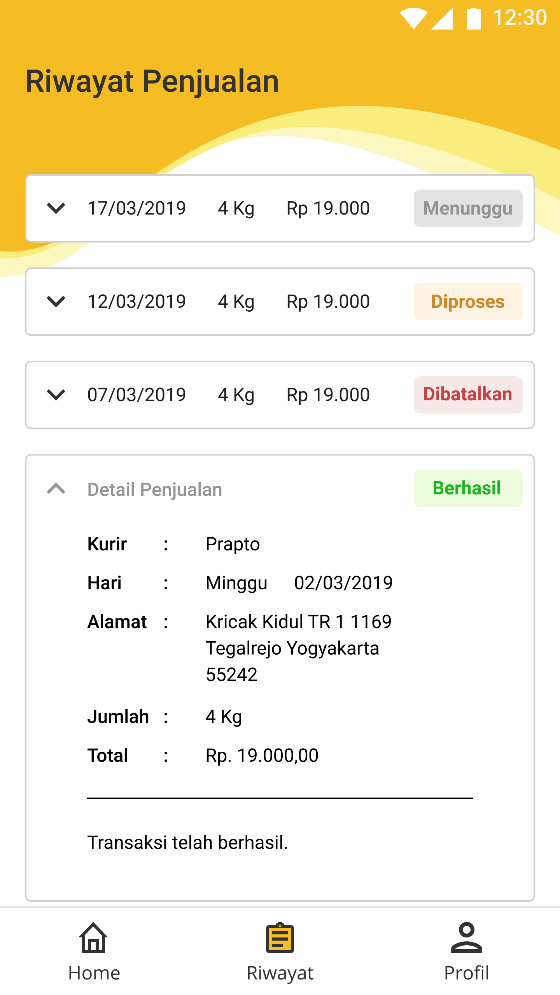 12:30
Riwayat Penjualan
17/03/2019 4 Kg Rp 19.000 Menunggu
12/03/2019 4 Kg Rp 19.000 Diproses
07/03/2019 4 Kg Rp 19.000 Dibatalkan
Detail Penjualan Berhasil
Kurir : Prapto
Hari : Minggu 02/03/2019
Alamat : Kricak Kidul TR 1 1169
Tegalrejo Yogyakarta
55242
Jumlah : 4 Kg
Total : Rp. 19.000,00
Transaksi telah berhasil.
Home Riwayat Profil